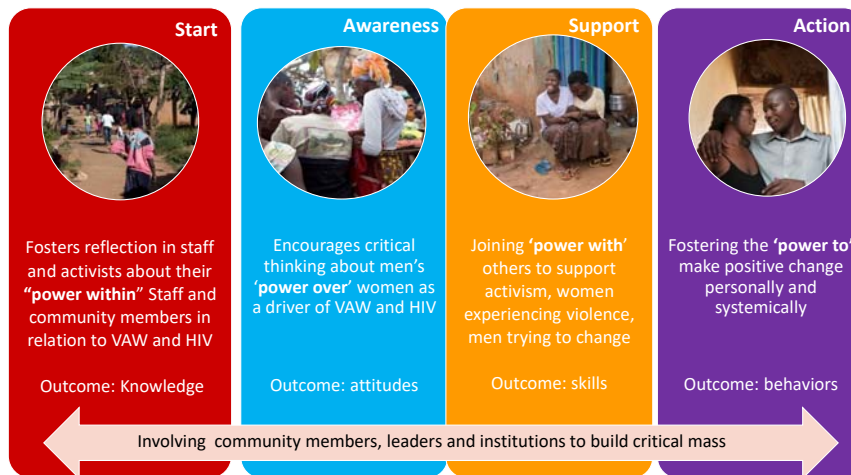 Start
Fosters reflection in staff
and activists about their
“power within” Staff and
community members in
relation to VAW and HIV
Outcome: Knowledge
Awareness
Encourages critical
thinking about men’s
‘power over’ women as
a driver of VAW and HIV
Outcome: attitudes
Support
Joining ‘power with’
others to support
activism, women
experiencing violence,
men trying to change
Outcome: skills
Action
Fostering the ‘power to’
make positive change
personally and
systemically
Outcome: behaviors
Involving community members, leaders and institutions to build critical mass